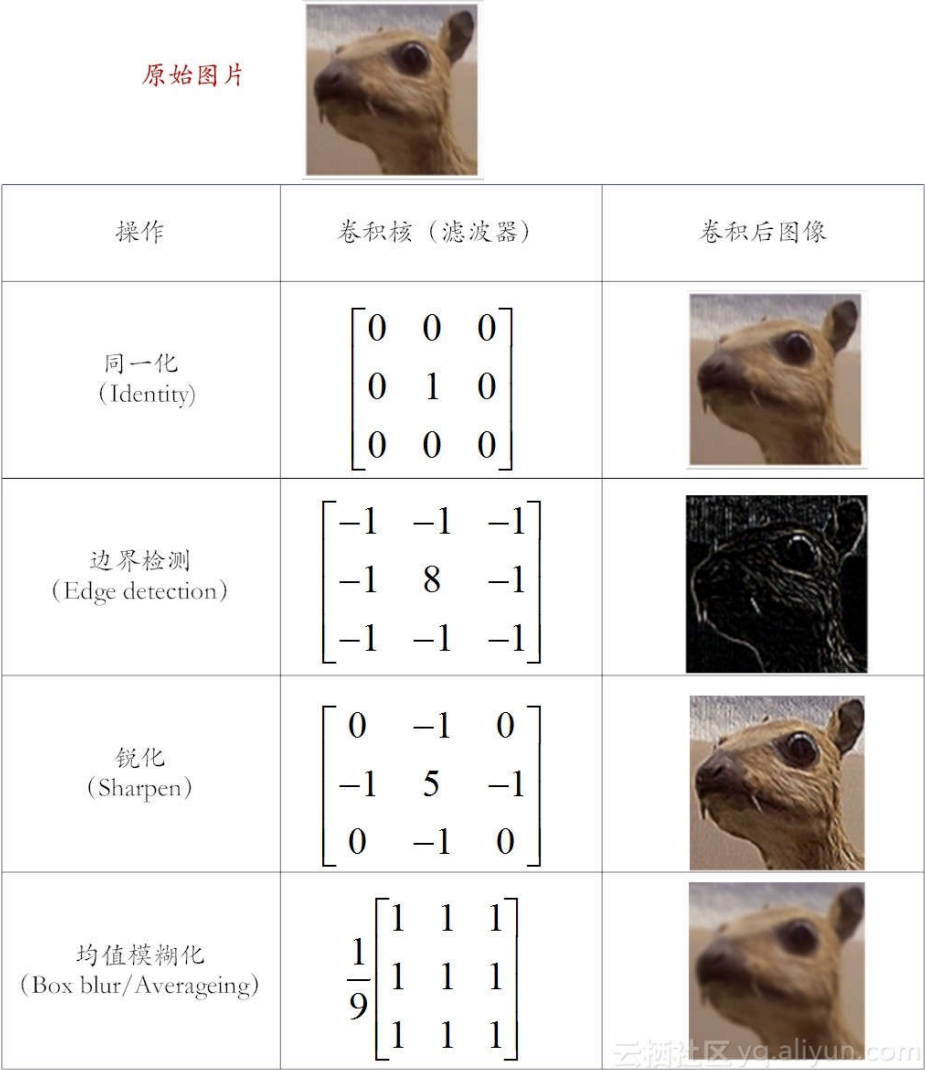 原始图片
操作
卷积核（滤波器）
卷积后图像
同一化
（Identity)
0 0 0
0 1 0
0 0 0
边界检测
（Edge detection）
−1 −1 −1
−1 8 −1
−1 −1 −1
锐化
（Sharpen）
0 −1 0
−1 5 −1
0 −1 0
均值模糊化
（Box blur/Averageing）
1/9
1 1 1
1 1 1
1 1 1
云栖社区 yq.aliyun.com